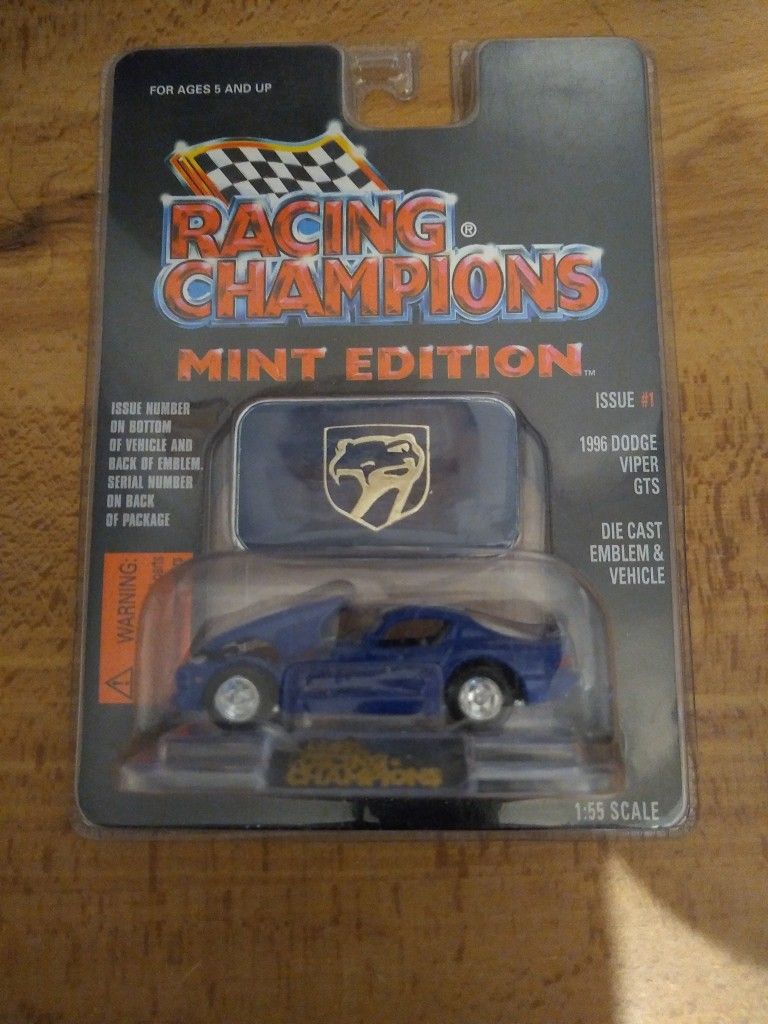 FOR AGES 5 AND UP
RACING®
CHAMPIONS
MINT EDITION™
ISSUE NUMBER
ON BOTTOM
OF VEHICLE AND
BACK OF EMBLEM.
SERIAL NUMBER
ON BACK
OF PACKAGE
ISSUE #1
1996 DODGE
VIPER
GTS
DIE CAST
EMBLEM &
VEHICLE
WARNING:
parts
RACING
CHAMPIONS
1:55 SCALE